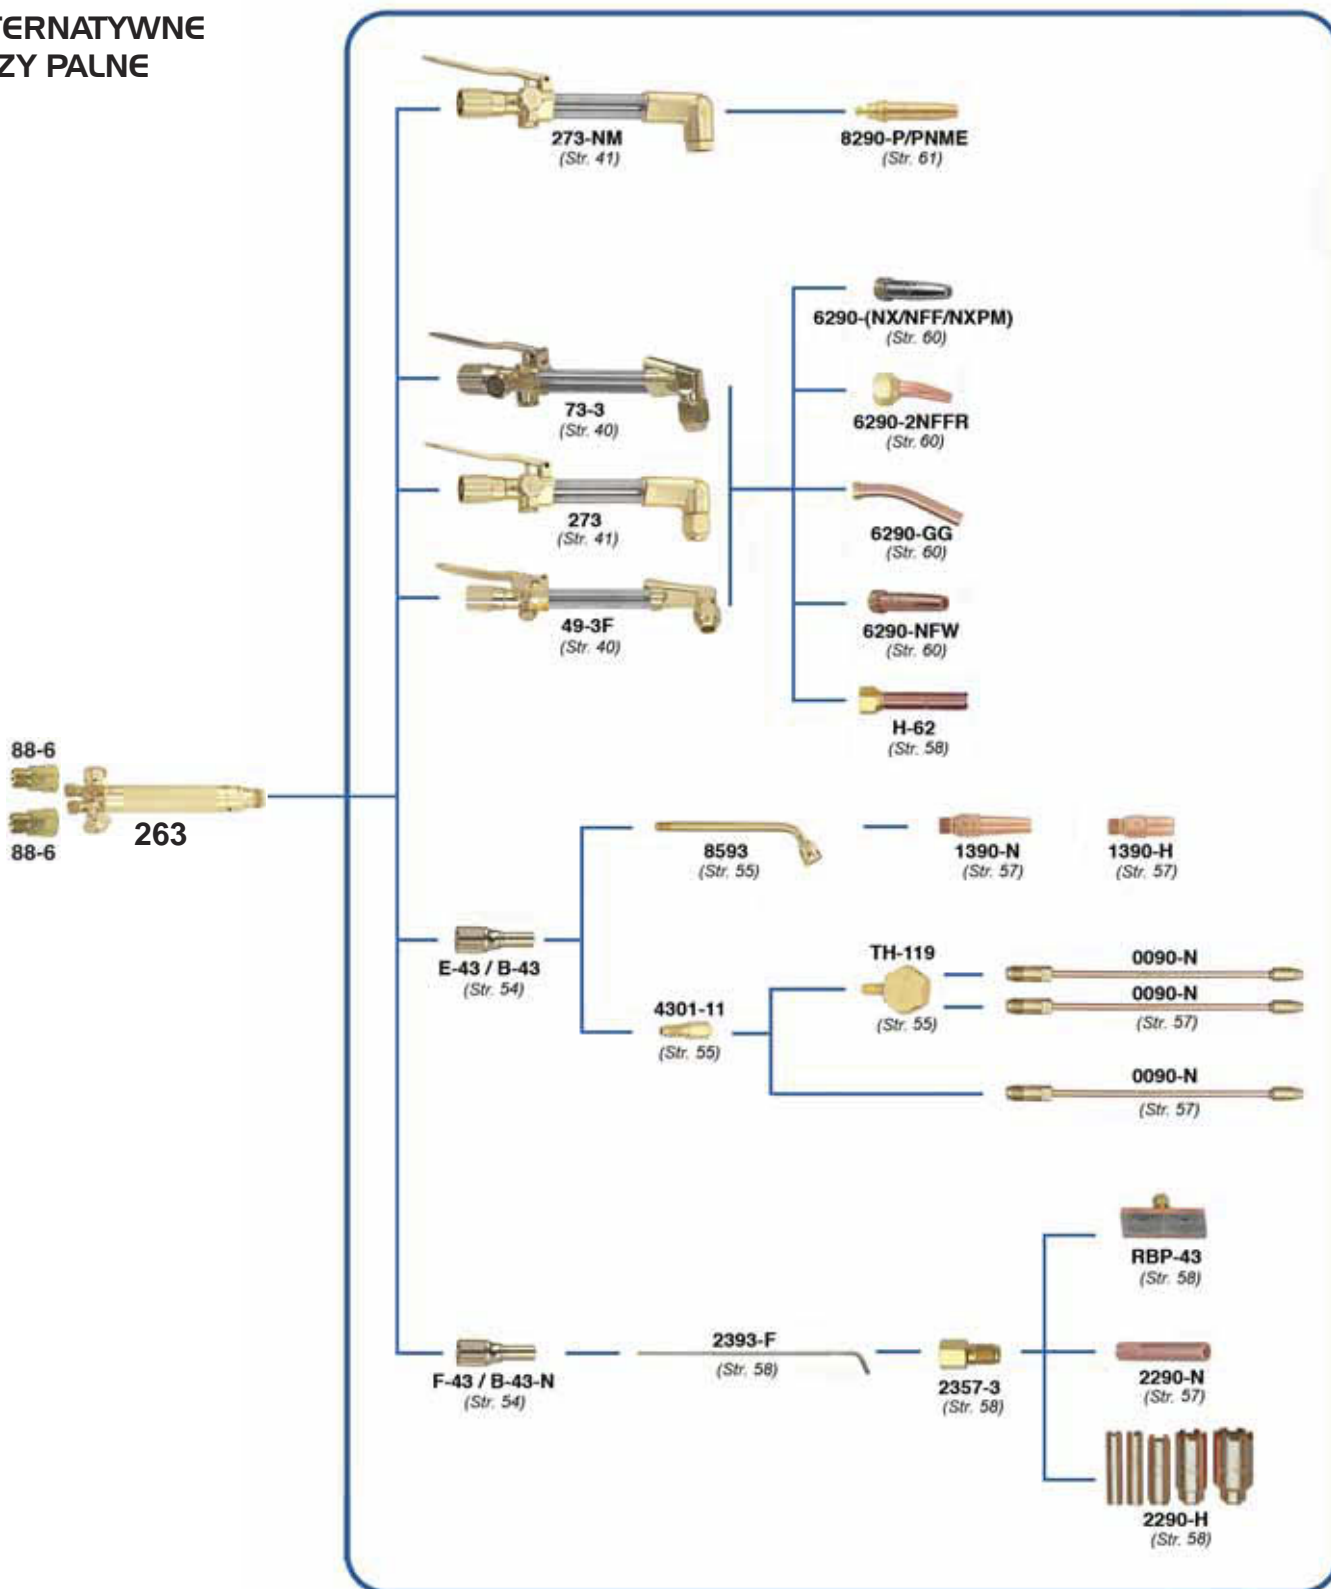 TERNATYWNE
ZY PALNE
273-NM
(Str. 41)
8290-P/PNME
(Str. 61)
6290-(NX/NFF/NXPM)
(Str. 60)
73-3
(Str. 40)
6290-2NFFR
(Str. 60)
273
(Str. 41)
6290-GG
(Str. 60)
49-3F
(Str. 40)
6290-NFW
(Str. 60)
H-62
(Str. 58)
88-6
263
88-6
8593
(Str. 55)
1390-N
(Str. 57)
1390-H
(Str. 57)
E-43 / B-43
(Str. 54)
TH-119
(Str. 55)
0090-N
0090-N
(Str. 57)
4301-11
(Str. 55)
0090-N
(Str. 57)
RBP-43
(Str. 58)
F-43 / B-43-N
(Str. 54)
2393-F
(Str. 58)
2357-3
(Str. 58)
2290-N
(Str. 57)
2290-H
(Str. 58)